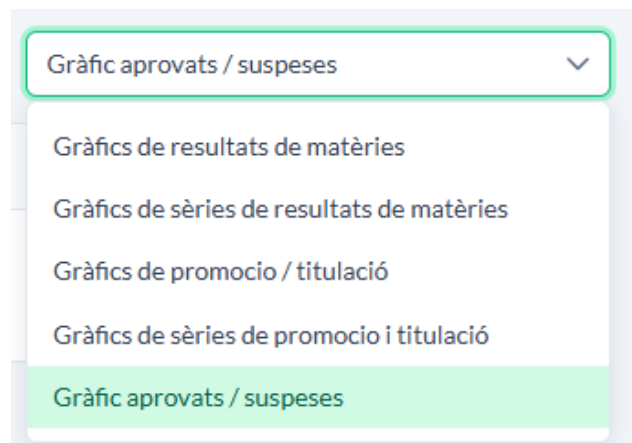 Gràfic aprovats / suspeses
Gràfics de resultats de matèries
Gràfics de sèries de resultats de matèries
Gràfics de promocio / titulació
Gràfics de sèries de promocio i titulació
Gràfic aprovats / suspeses